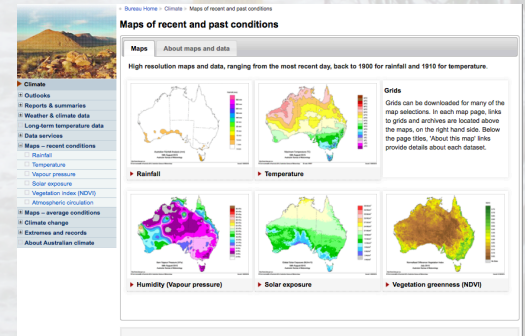 Bureau Home > Climate > Maps of recent and past conditions
Maps of recent and past conditions
Maps
About maps and data
High resolution maps and data, ranging from the most recent day, back to 1900 for rainfall and 1910 for temperature.
Climate
Outlooks
Reports & summaries
Weather & climate data
Long-term temperature data
Data services
Maps – recent conditions
Rainfall
Temperature
Vapour pressure
Solar exposure
Vegetation index (NDVI)
Atmospheric circulation
Maps – average conditions
Climate change
Extremes and records
About Australian climate
Rainfall
Temperature
Grids
Grids can be downloaded for many of the
map selections. In each map page, links
to grids and archives are located above
the maps, on the right hand side. Below
the page titles, 'About this map' links
provide details about each dataset.
Humidity (Vapour pressure)
Solar exposure
Vegetation greenness (NDVI)